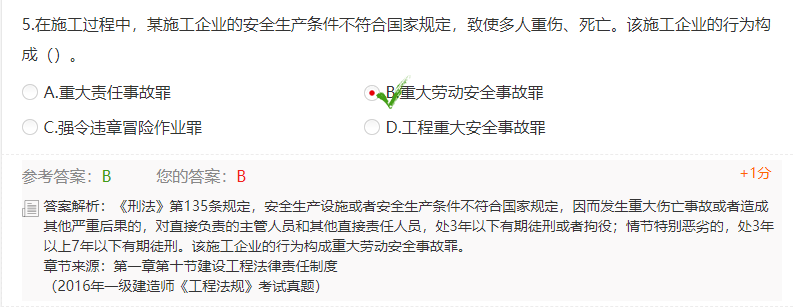 5.在施工过程中，某施工企业的安全生产条件不符合国家规定，致使多人重伤、死亡。该施工企业的行为构
成（）。
A.重大责任事故罪
B.重大劳动安全事故罪
C.强令违章冒险作业罪
D.工程重大安全事故罪
参考答案：B 您的答案：B +1分
答案解析：《刑法》第135条规定，安全生产设施或者安全生产条件不符合国家规定，因而发生重大伤亡事故或者造成
其他严重后果的，对直接负责的主管人员和其他直接责任人员，处3年以下有期徒刑或者拘役；情节特别恶劣的，处3年
以上7年以下有期徒刑。该施工企业的行为构成重大劳动安全事故罪。
章节来源：第一章第十节建设工程法律责任制度
（2016年一级建造师《工程法规》考试真题）